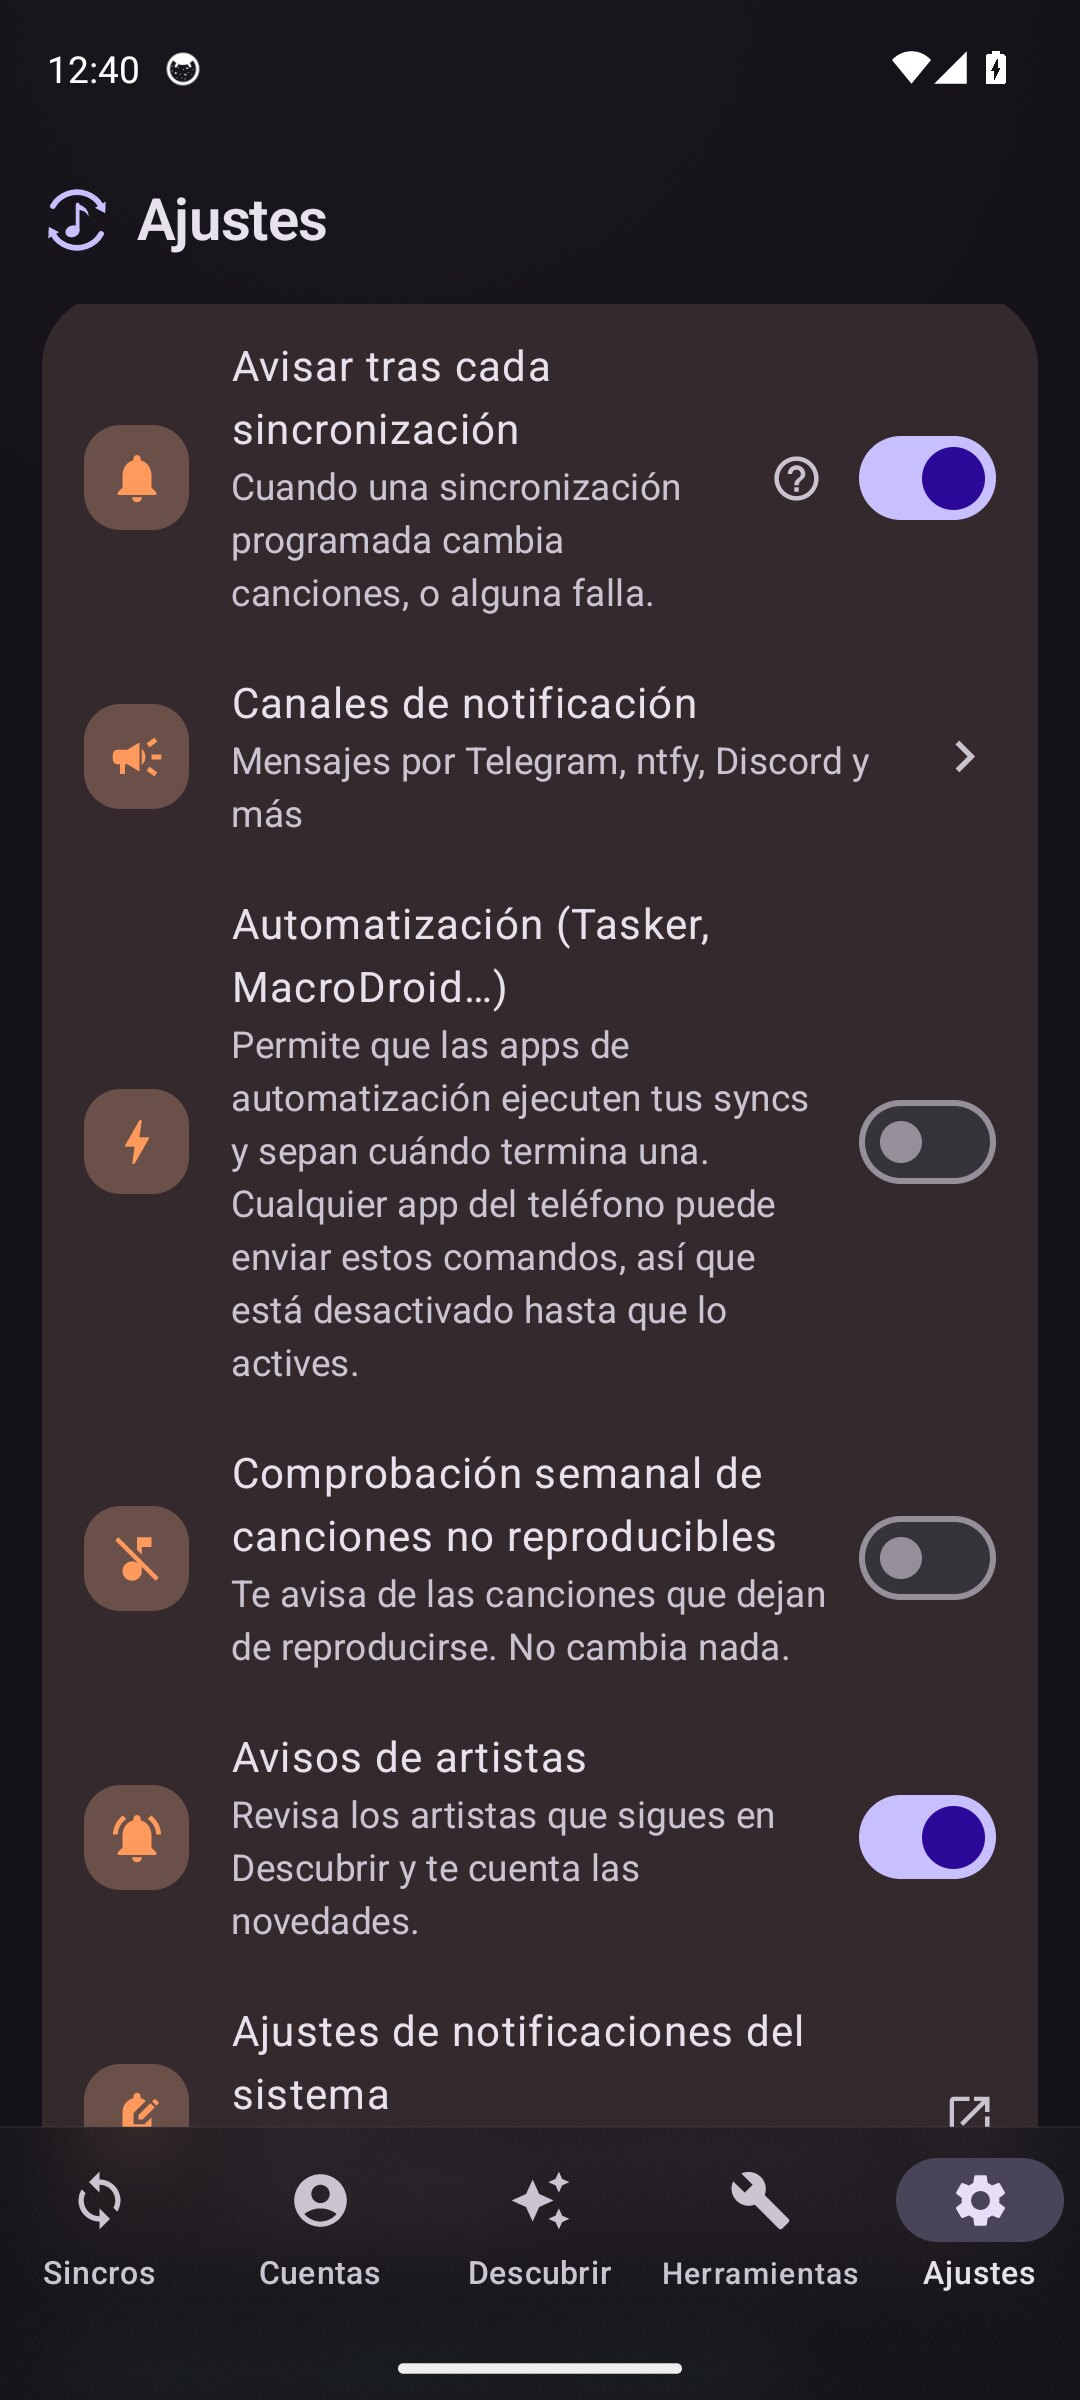 12:40
Ajustes
Avisar tras cada
sincronización
Cuando una sincronización
programada cambia
canciones, o alguna falla.
Canales de notificación
Mensajes por Telegram, ntfy, Discord y
más
Automatización (Tasker,
MacroDroid…)
Permite que las apps de
automatización ejecuten tus syncs
y sepan cuándo termina una.
Cualquier app del teléfono puede
enviar estos comandos, así que
está desactivado hasta que lo
actives.
Comprobación semanal de
canciones no reproducibles
Te avisa de las canciones que dejan
de reproducirse. No cambia nada.
Avisos de artistas
Revisa los artistas que sigues en
Descubrir y te cuenta las
novedades.
Ajustes de notificaciones del
sistema
Sincros
Cuentas
Descubrir
Herramientas
Ajustes